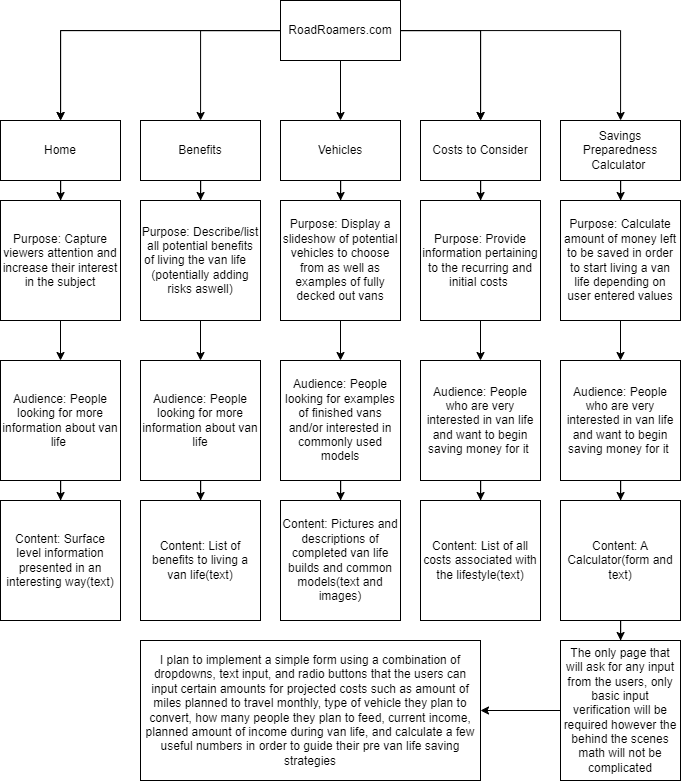 RoadRoamers.com
Home
Benefits
Vehicles
Costs to Consider
Savings
Preparedness
Calculator
Purpose: Capture
viewers attention and
increase their interest
in the subject
Purpose: Describe/list
all potential benefits
of living the van life
(potentially adding
risks aswell)
Purpose: Display a
slideshow of potential
vehicles to choose
from as well as
examples of fully
decked out vans
Purpose: Provide
information pertaining
to the recurring and
initial costs
Purpose: Calculate
amount of money left
to be saved in order
to start living a van
life depending on
user entered values
Audience: People
looking for more
information about van
life
Audience: People
looking for more
information about van
life
Audience: People
looking for examples
of finished vans
and/or interested in
commonly used
models
Audience: People
who are very
interested in van life
and want to begin
saving money for it
Audience: People
who are very
interested in van life
and want to begin
saving money for it
Content: Surface
level information
presented in an
interesting way(text)
Content: List of
benefits to living a
van life(text)
Content: Pictures and
descriptions of
completed van life
builds and common
models(text and
images)
Content: List of all
costs associated with
the lifestyle(text)
Content: A
Calculator(form and
text)
I plan to implement a simple form using a combination of
dropdowns, text input, and radio buttons that the users can
input certain amounts for projected costs such as amount of
miles planned to travel monthly, type of vehicle they plan to
convert, how many people they plan to feed, current income,
planned amount of income during van life, and calculate a few
useful numbers in order to guide their pre van life saving
strategies
The only page that
will ask for any input
from the users, only
basic input
verification will be
required however the
behind the scenes
math will not be
complicated